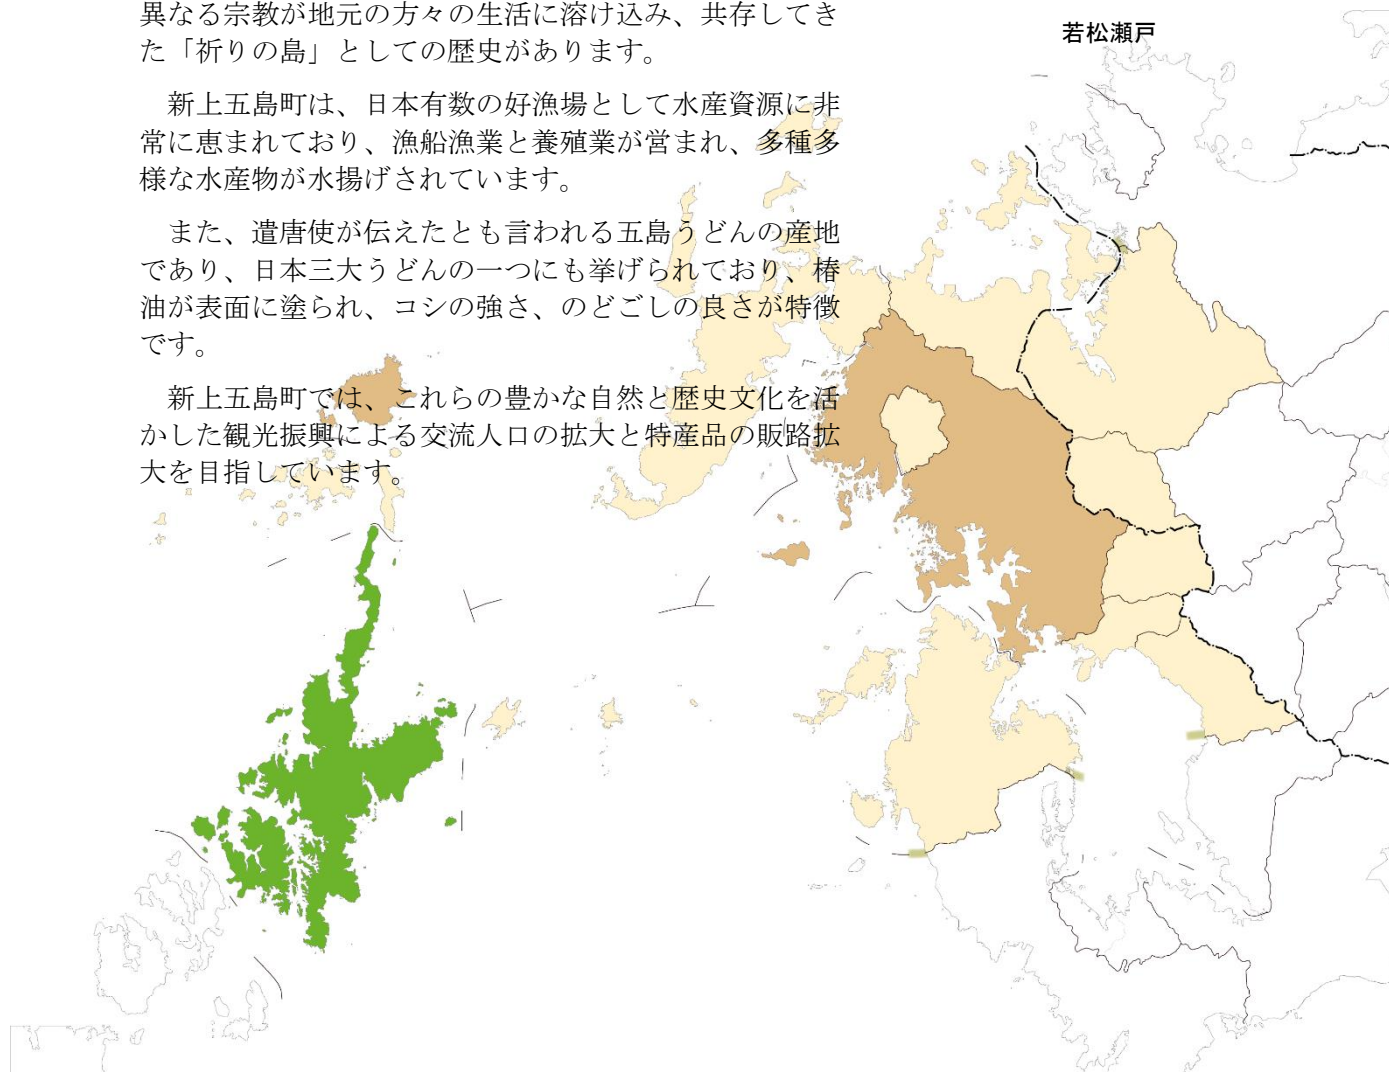 異なる宗教が地元の方々の生活に溶け込み、共存してき
た「祈りの島」としての歴史があります。
新上五島町は、日本有数の好漁場として水産資源に非
常に恵まれており、漁船漁業と養殖業が営まれ、多種多
様な水産物が水揚げされています。
また、遣唐使が伝えたとも言われる五島うどんの産地
であり、日本三大うどんの一つにも挙げられており、椿
油が表面に塗られ、コシの強さ、のどごしの良さが特徴
です。
新上五島町では、これらの豊かな自然と歴史文化を活
かした観光振興による交流人口の拡大と特産品の販路拡
大を目指しています。
若松瀬戸